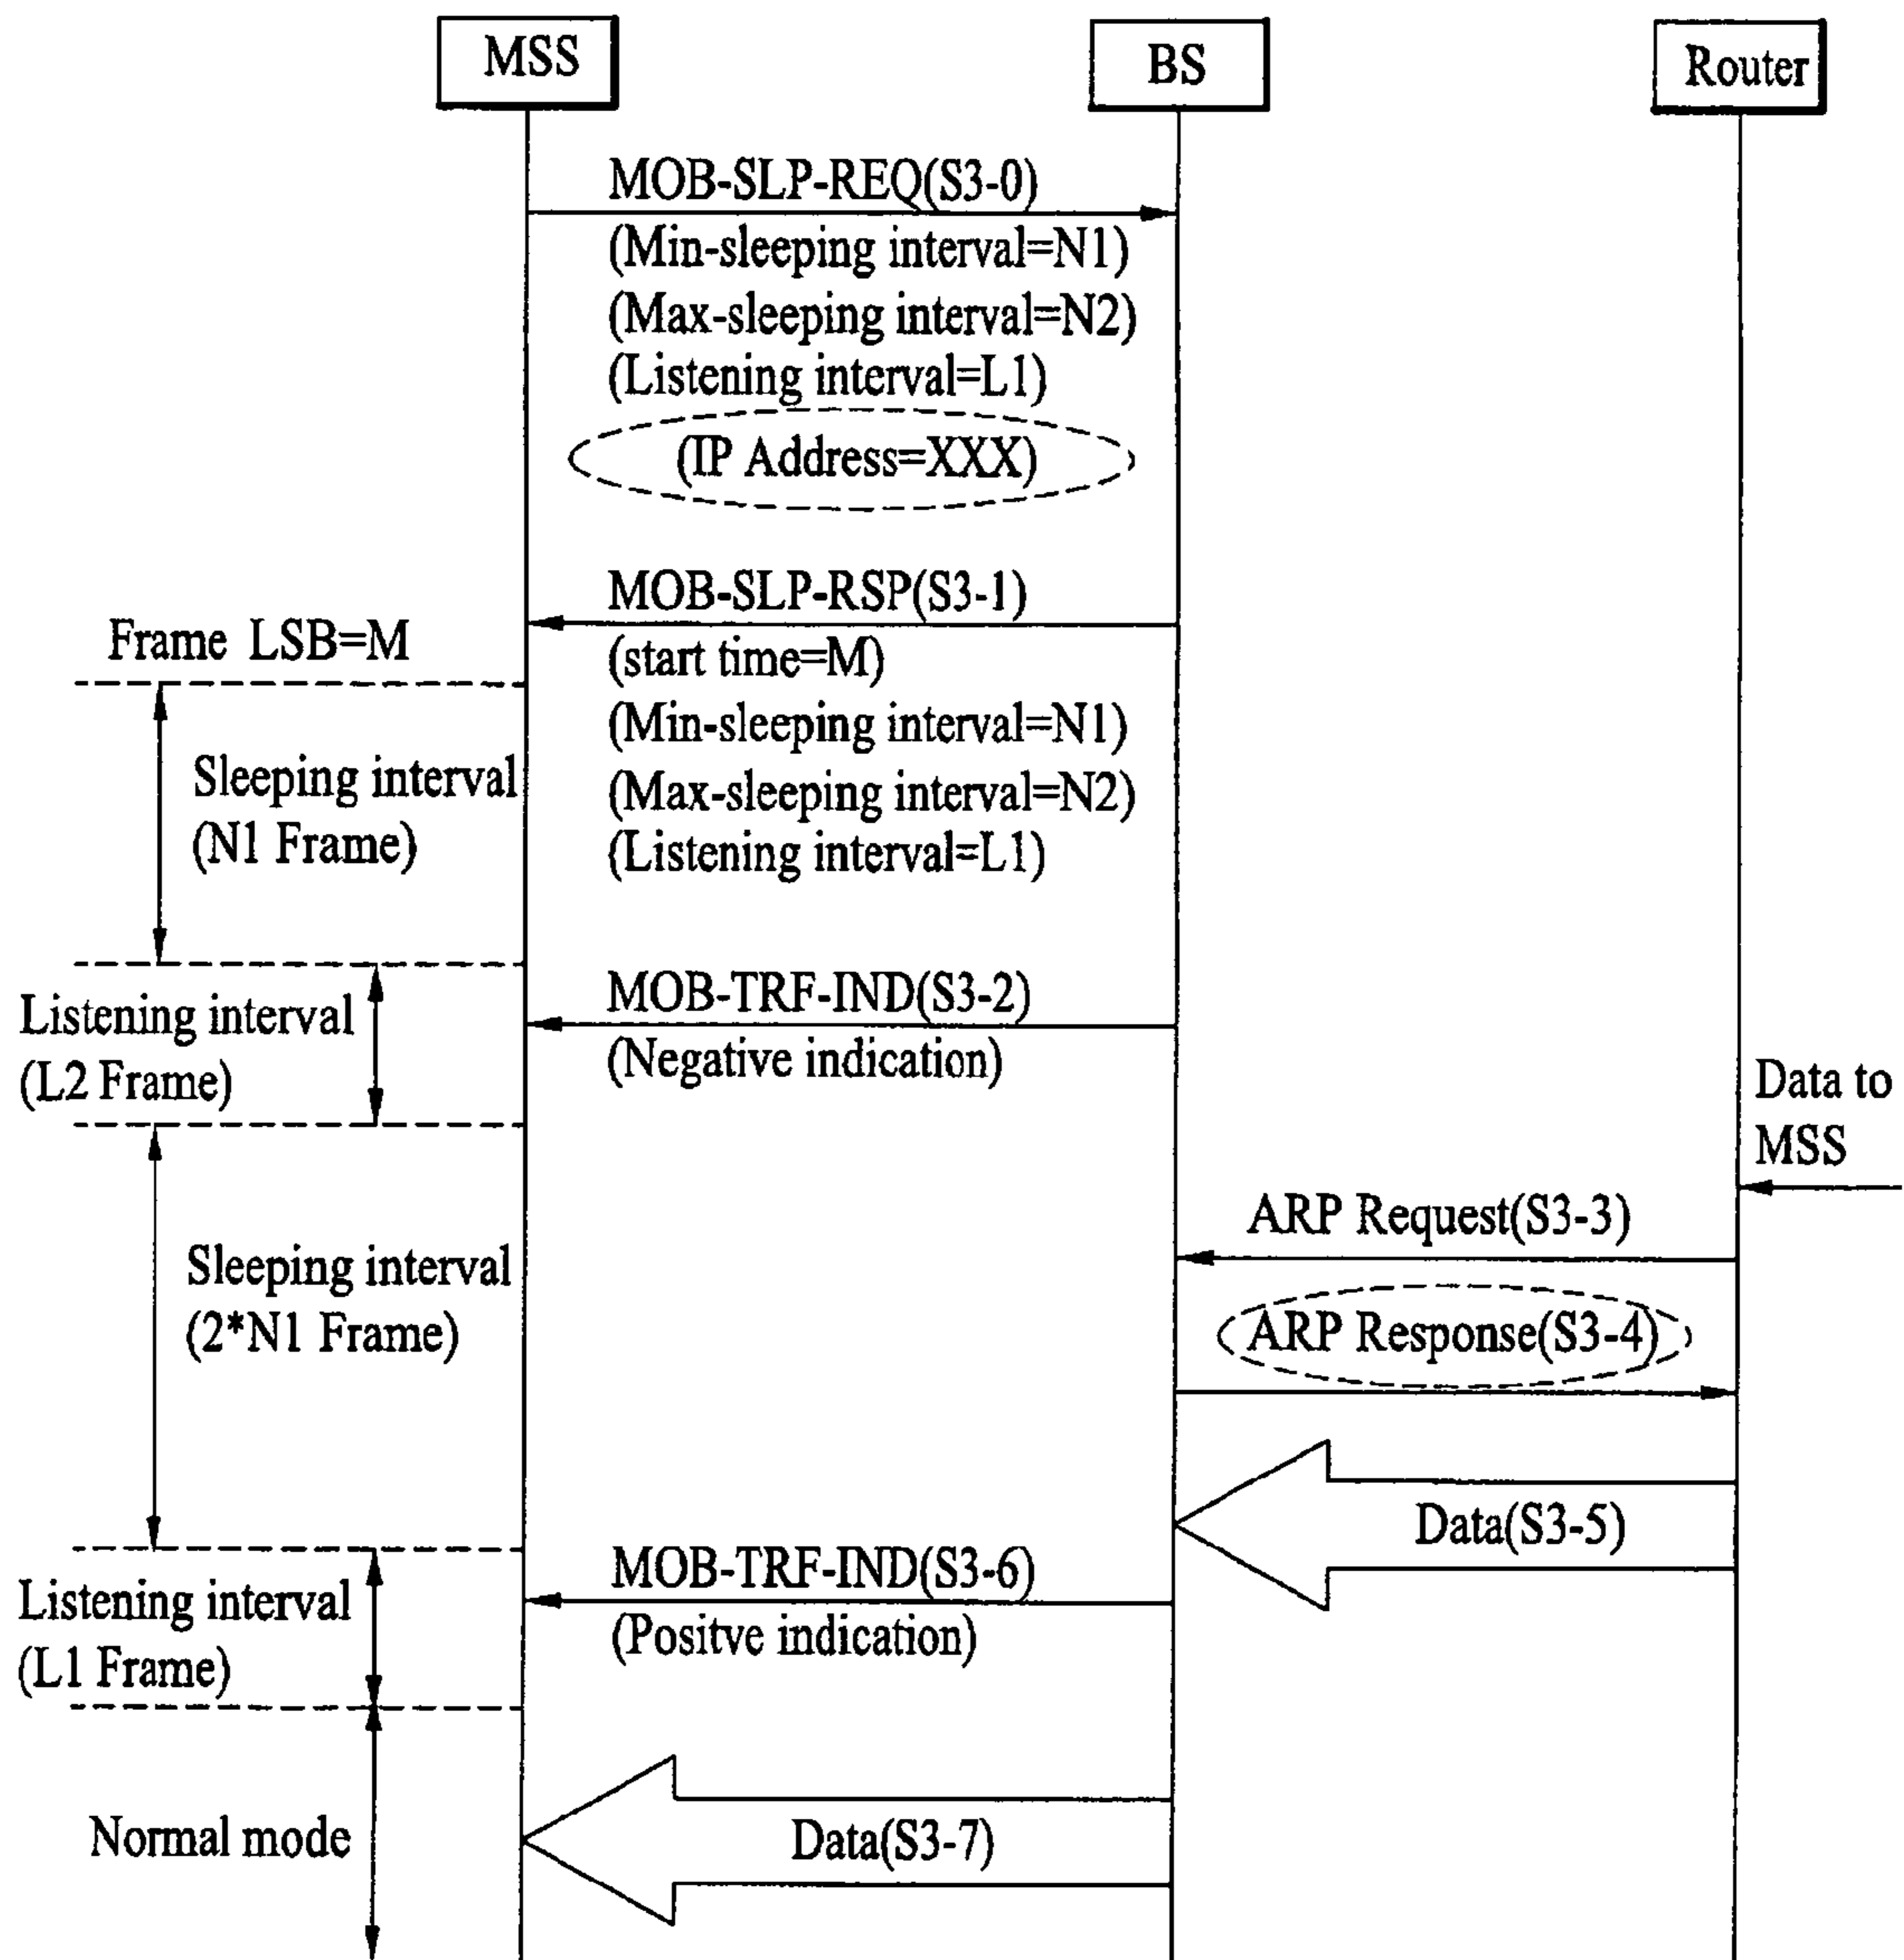 MSS
BS
Router
MOB-SLP-REQ(S3-0)
(Min-sleeping interval=N1)
(Max-sleeping interval=N2)
(Listening interval=L1)
(IP Address=XXX)
MOB-SLP-RSP(S3-1)
Frame LSB=M
(start time=M)
(Min-sleeping interval=N1)
(Max-sleeping interval=N2)
(Listening interval=L1)
Sleeping interval
(N1 Frame)
MOB-TRF-IND(S3-2)
(Negative indication)
Listening interval
(L2 Frame)
Data to
MSS
ARP Request(S3-3)
Sleeping interval
(2*N1 Frame)
ARP Response(S3-4)
Data(S3-5)
MOB-TRF-IND(S3-6)
(Positve indication)
Listening interval
(L1 Frame)
Normal mode
Data(S3-7)